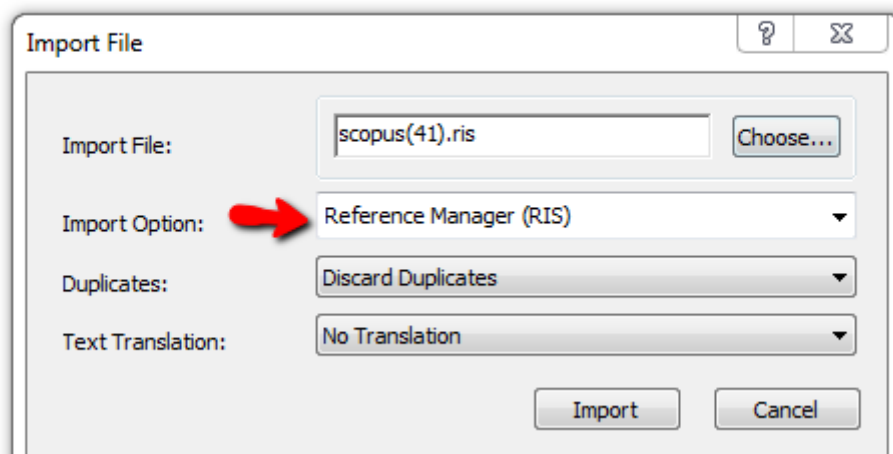 Import File
?
Import File: scopus(41).ris Choose...
Import Option: Reference Manager (RIS)
Duplicates: Discard Duplicates
Text Translation: No Translation
Import Cancel